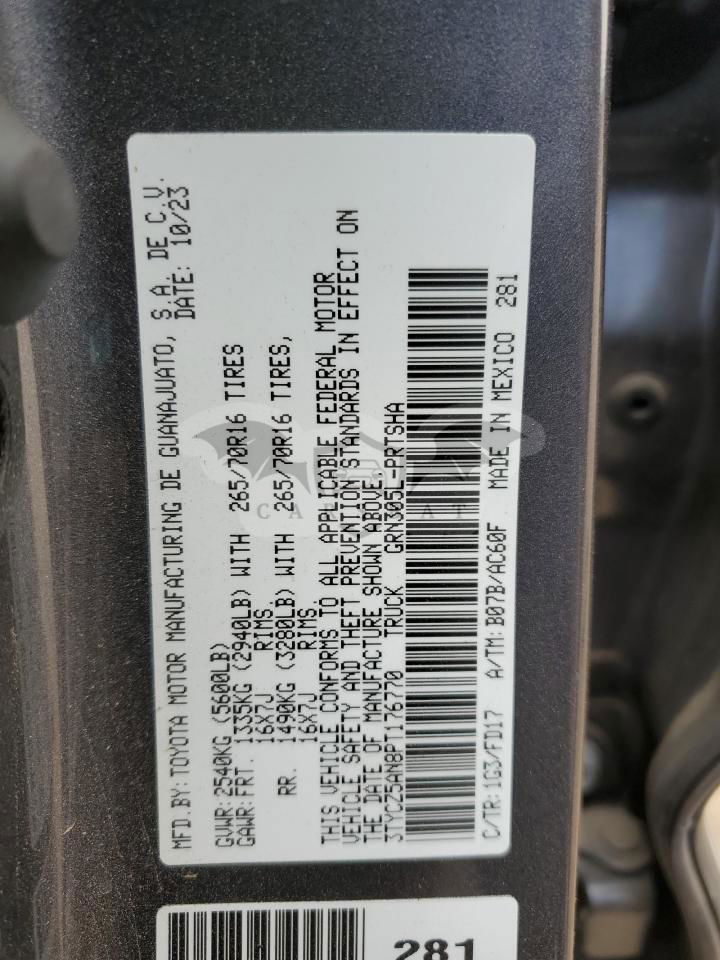 MFD.BY: TOYOTA MOTOR MANUFACTURING DE GUANAJUATO, S.A. DE C.V.
DATE: 10/23
GVWR: 2540KG (5600LB)
GAWR: FRT. 1335KG (2940LB) WITH 265/70R16 TIRES
16X7J RIMS,
RR. 1490KG (3280LB) WITH 265/70R16 TIRES,
16X7J RIMS.
THIS VEHICLE CONFORMS TO ALL APPLICABLE FEDERAL MOTOR
VEHICLE SAFETY AND THEFT PREVENTION STANDARDS IN EFFECT ON
THE DATE OF MANUFACTURE SHOWN ABOVE.
3TYCZ5AN8PT176770 TRUCK GRN305L-PRTSHA
C/TR: 1G3/FD17 A/TM: B07B/AC60F MADE IN MEXICO 281
281